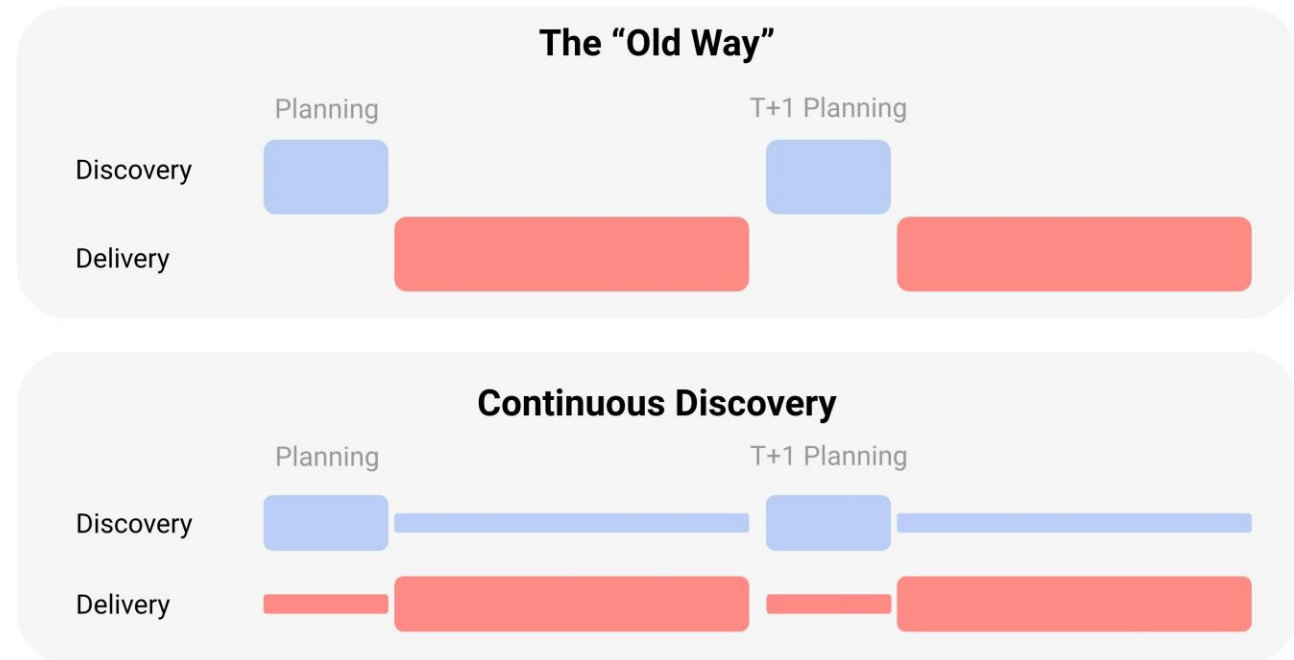 The “Old Way”
Planning
T+1 Planning
Discovery
Delivery
Continuous Discovery
Planning
T+1 Planning
Discovery
Delivery